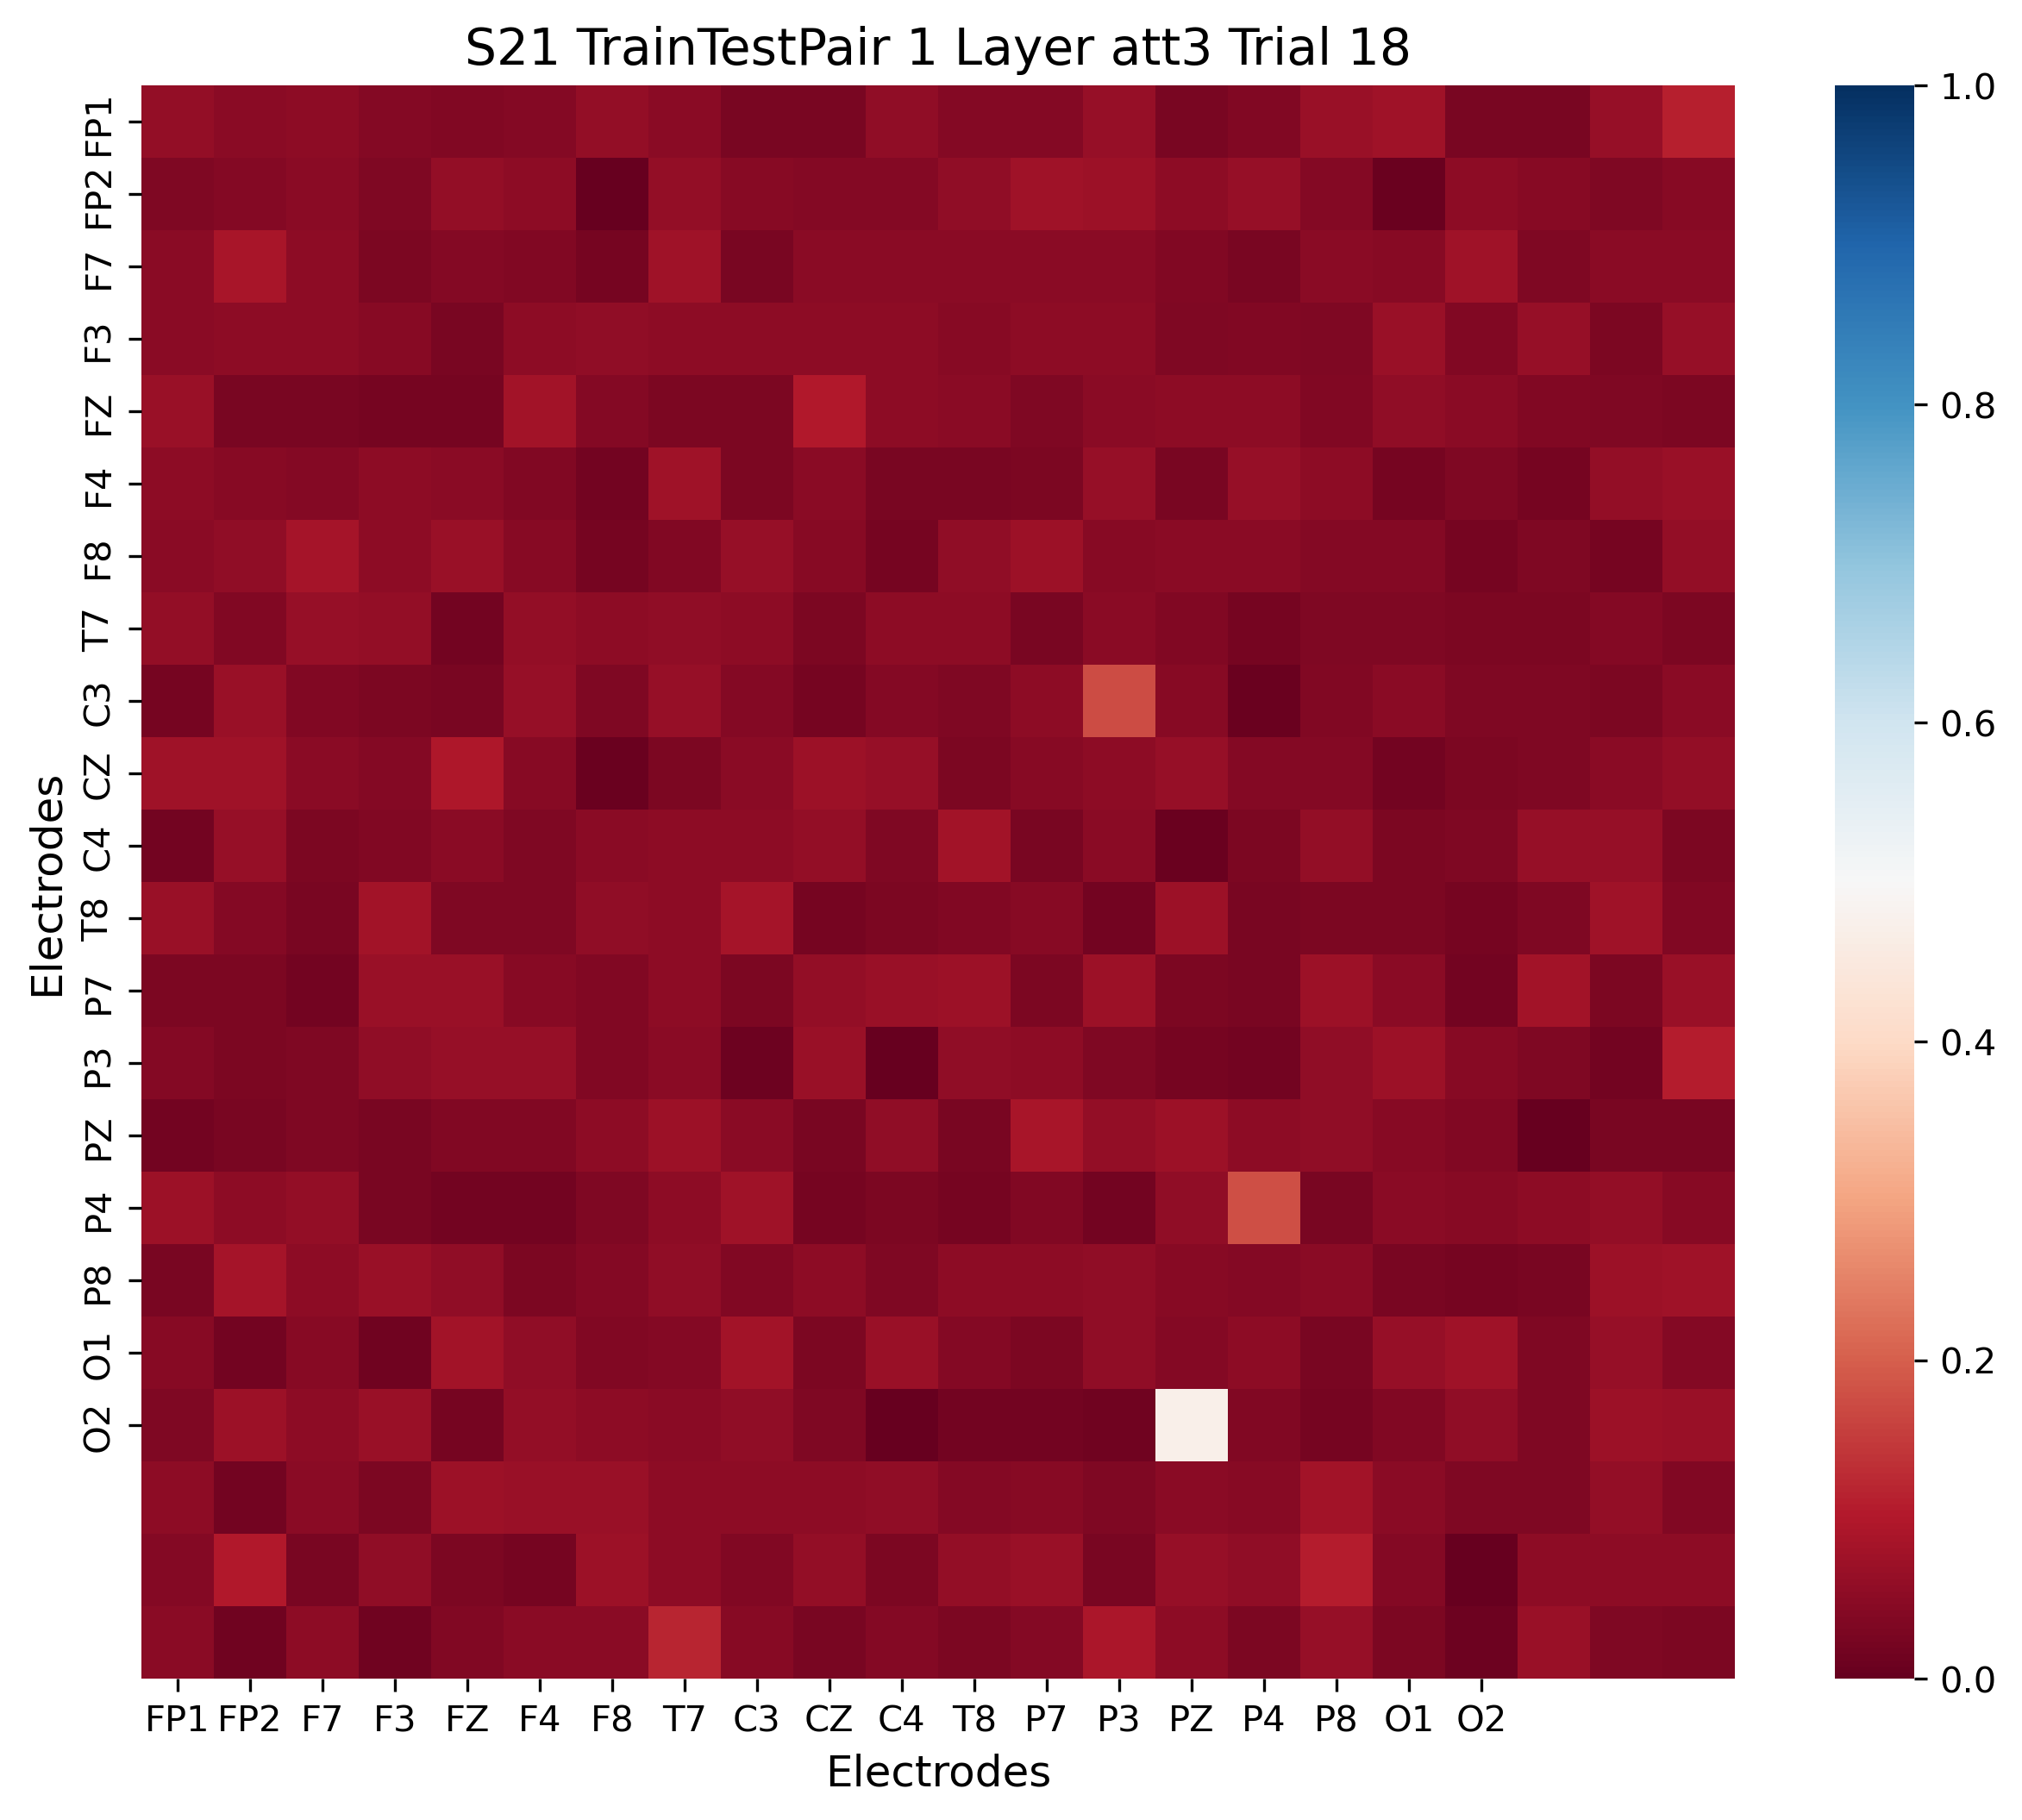 S21 TrainTestPair 1 Layer att3 Trial 18
Electrodes
FP1
FP2
F7
F3
FZ
F4
F8
T7
C3
CZ
C4
T8
P7
P3
PZ
P4
P8
O1
O2
FP1 FP2 F7 F3 FZ F4 F8 T7 C3 CZ C4 T8 P7 P3 PZ P4 P8 O1 O2
Electrodes
1.0
0.8
0.6
0.4
0.2
0.0